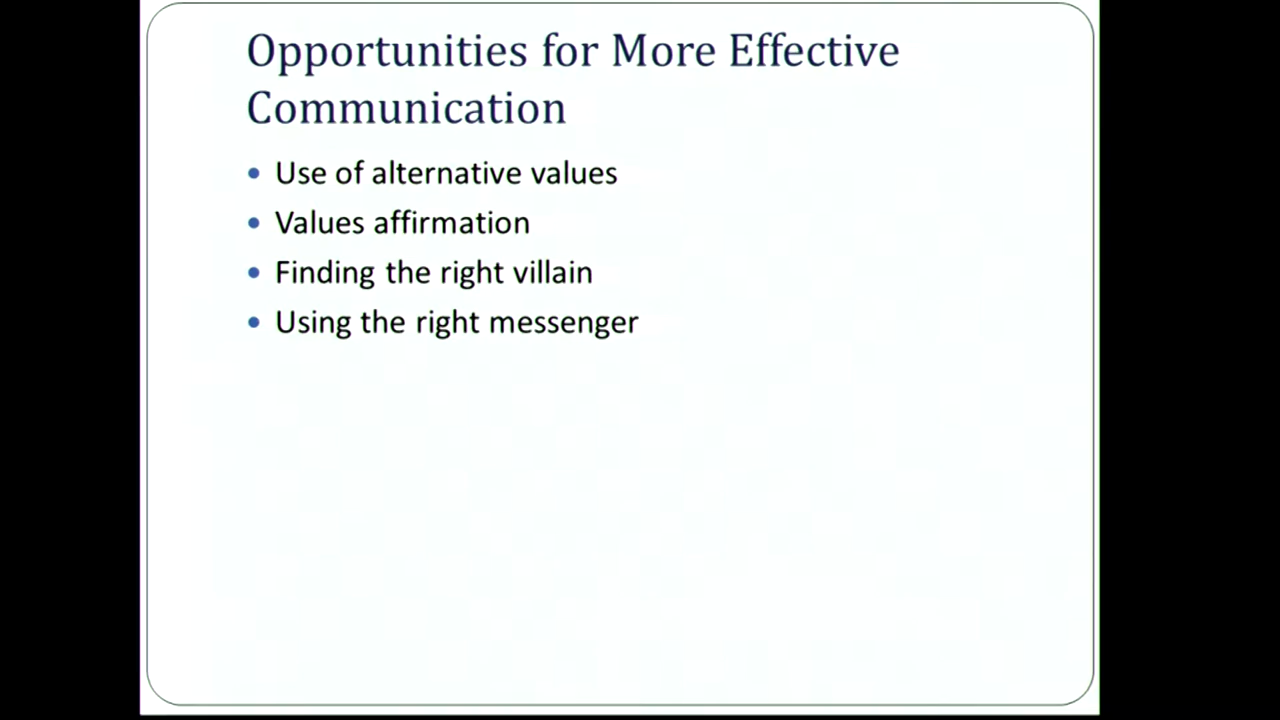 Opportunities for More Effective
Communication
• Use of alternative values
• Values affirmation
• Finding the right villain
• Using the right messenger